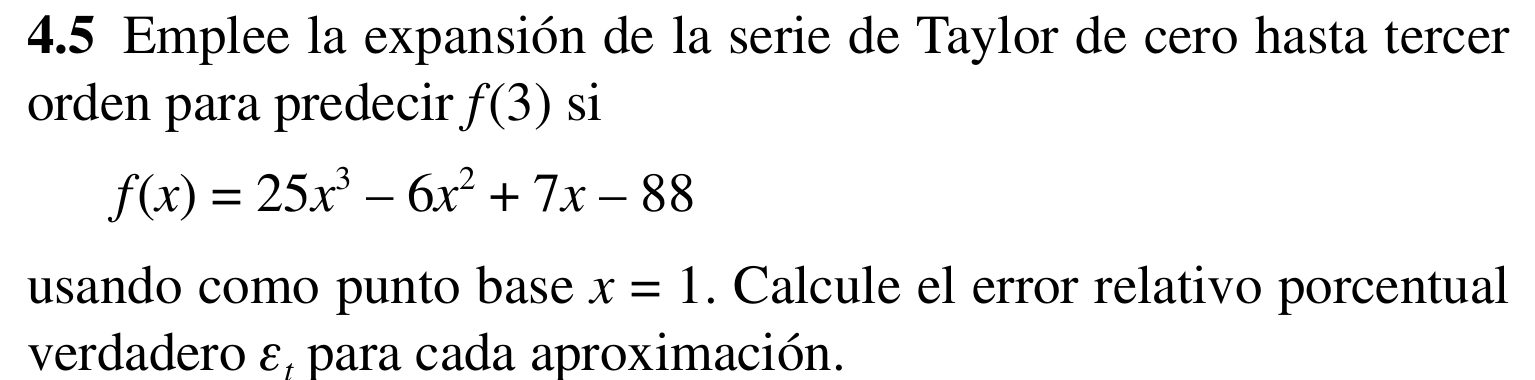 4.5 Emplee la expansión de la serie de Taylor de cero hasta tercer
orden para predecir f(3) si
f(x) = 25x³ – 6x² + 7x – 88
usando como punto base x = 1. Calcule el error relativo porcentual
verdadero εₜ para cada aproximación.